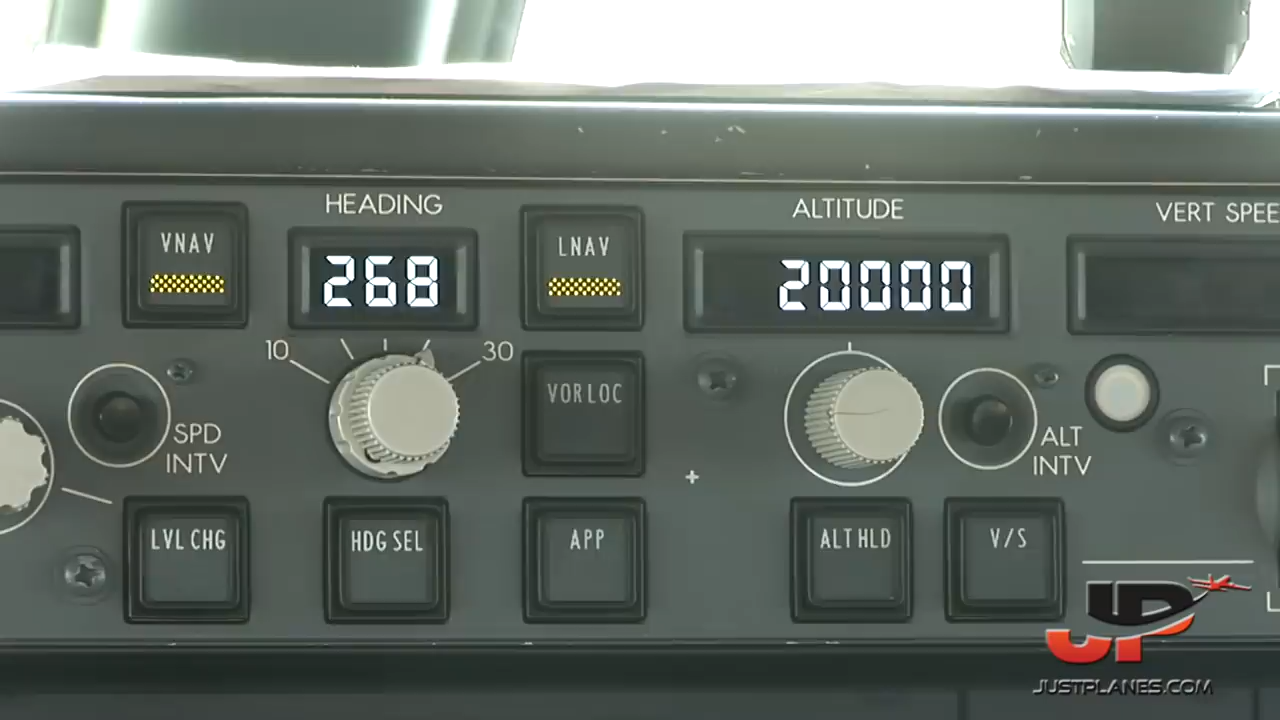 HEADING
ALTITUDE
VERT SPEE
VNAV
268
LNAV
20000
10
30
VOR LOC
SPD
INTV
ALT
INTV
LVL CHG
HDG SEL
APP
ALT HLD
V/S
JP
JUSTPLANES.COM